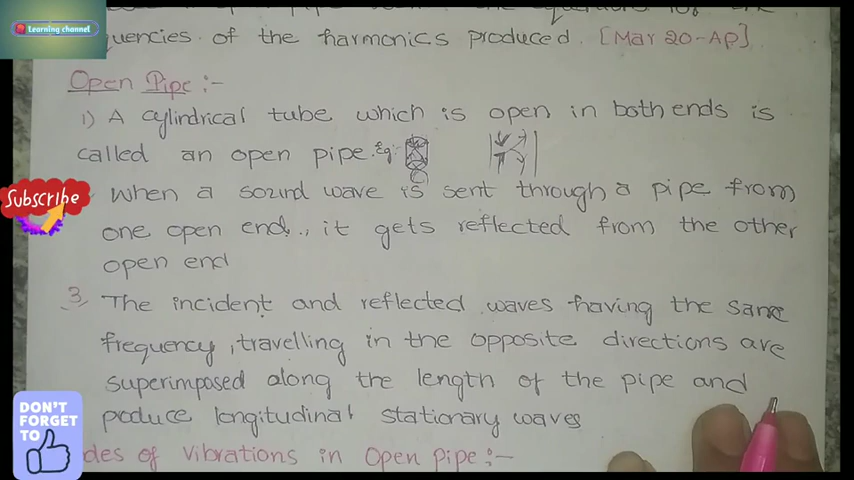 Learning channel
quencies of the harmonics produced. [Mar 20-AP]
Open Pipe :-
1) A cylindrical tube which is open in both ends is
called an open pipe. Eg:-
Subscribe
When a sound wave is sent through a pipe from
one open end., it gets reflected from the other
open end
3, The incident and reflected waves having the same
frequency, travelling in the opposite directions are
superimposed along the length of the pipe and
produce longitudinal stationary waves
DON'T
FORGET
TO
des of vibrations in Open pipe :-